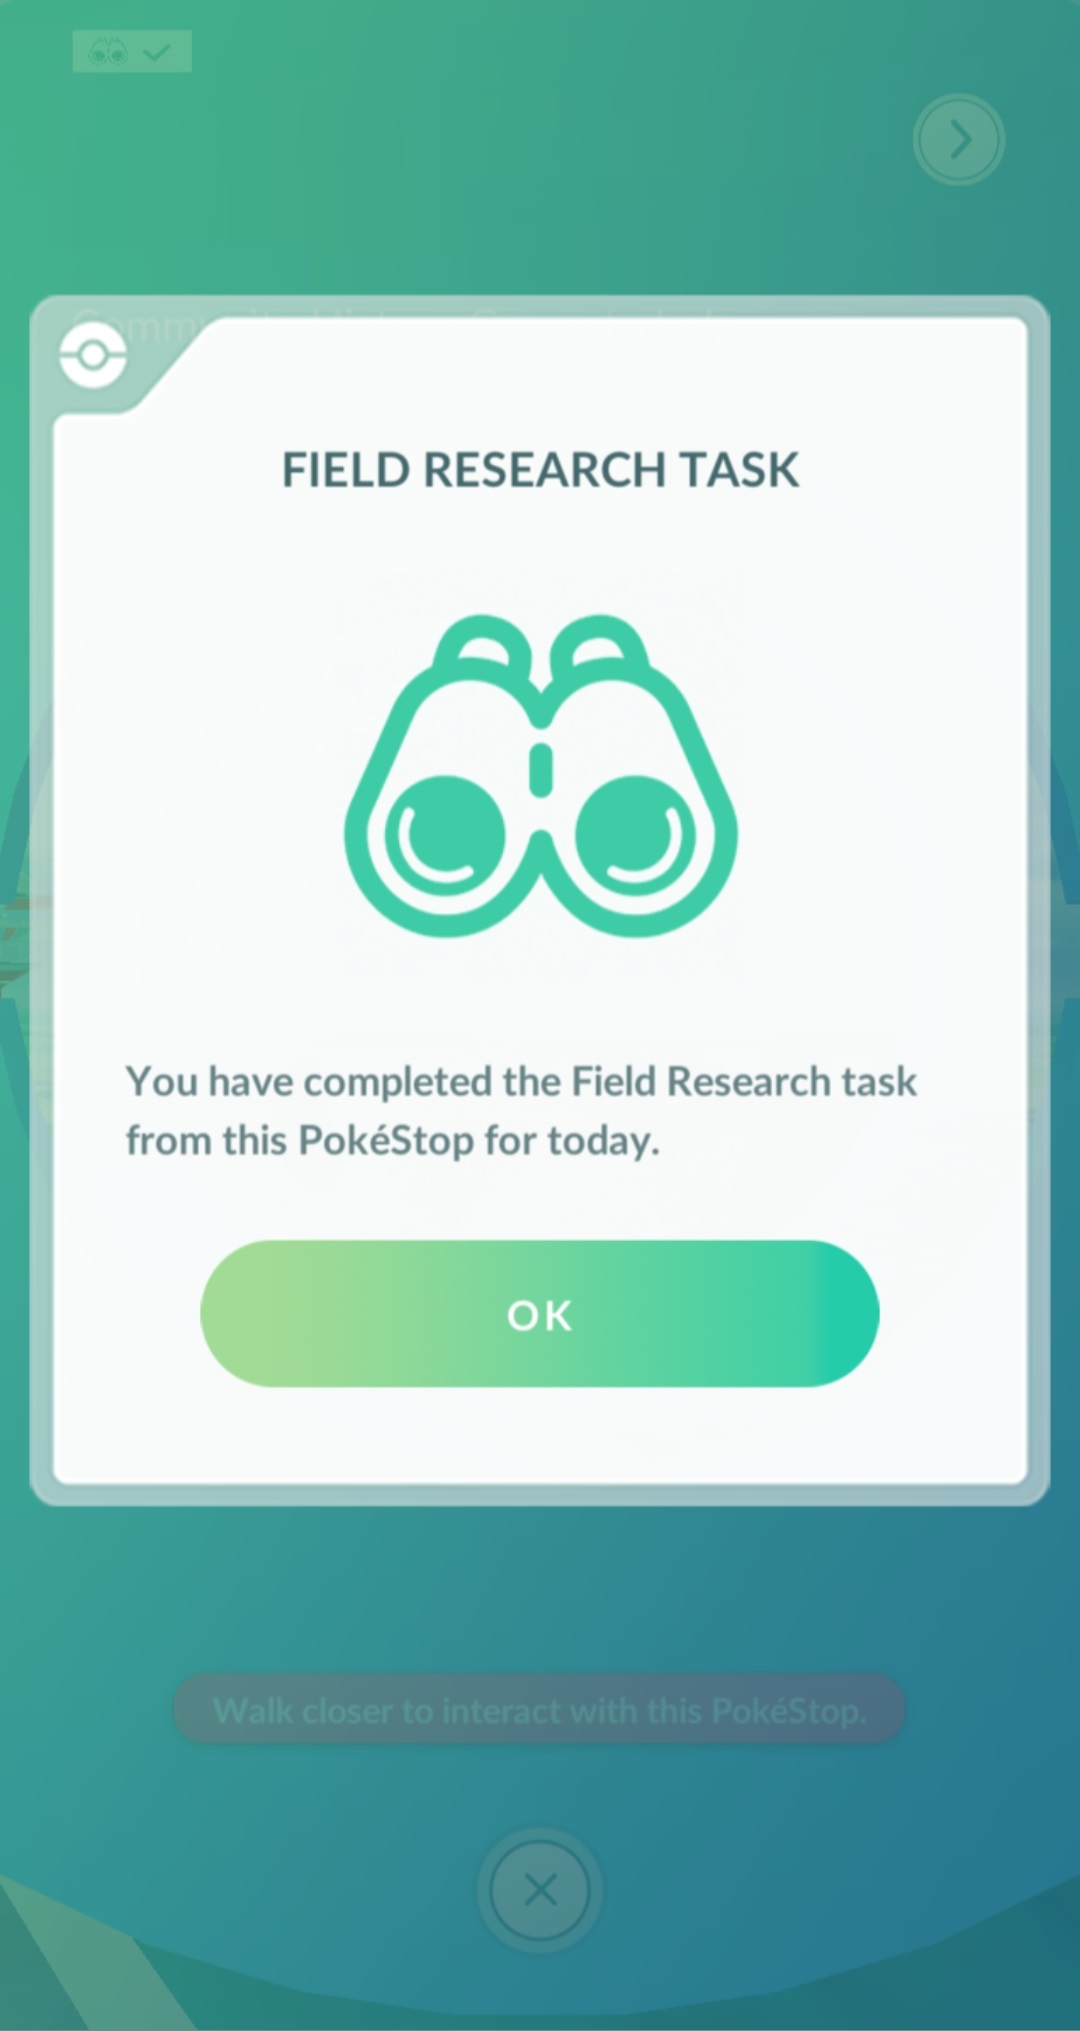 FIELD RESEARCH TASK
You have completed the Field Research task
from this PokéStop for today.
OK
Walk closer to interact with this PokéStop.